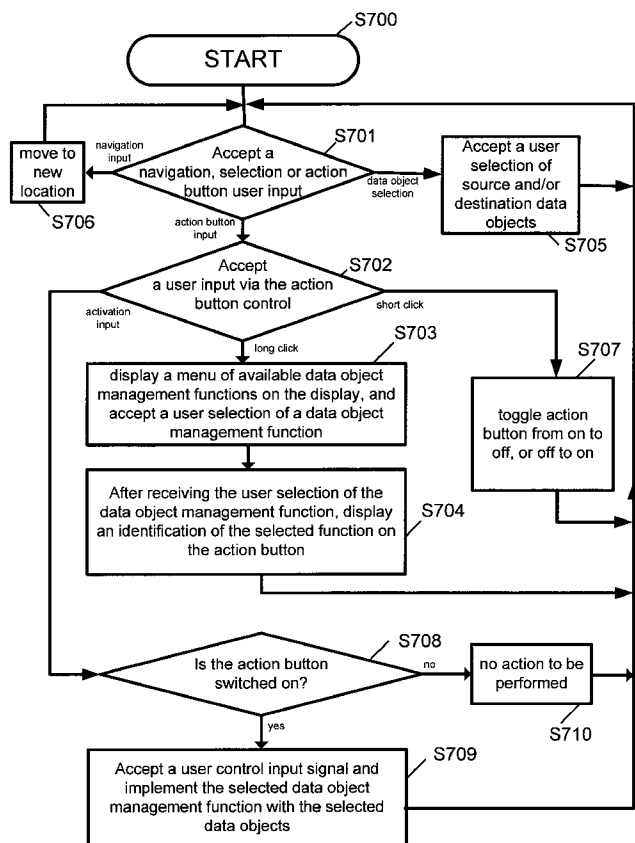 S700
START
S701
Accept a
navigation, selection or action
button user input
navigation
input
move to
new
location
S706
data object
selection
Accept a user
selection of
source and/or
destination data
objects
S705
action button
input
S702
Accept
a user input via the action
button control
activation
input
short click
long click
S703
display a menu of available data object
management functions on the display, and
accept a user selection of a data object
management function
S707
toggle action
button from on to
off, or off to on
After receiving the user selection of the
data object management function, display
an identification of the selected function on
the action button
S704
S708
Is the action button
switched on?
no
no action to be
performed
S710
yes
S709
Accept a user control input signal and
implement the selected data object
management function with the selected
data objects